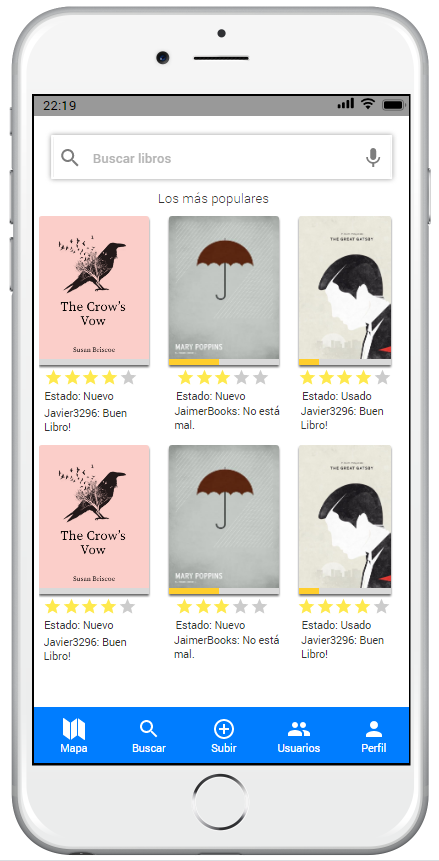 22:19
Buscar libros
Los más populares
The Crow's
Vow
Susan Briscoe
MARY POPPINS
THE GREAT GATSBY
Estado: Nuevo
Javier3296: Buen
Libro!
Estado: Nuevo
JaimerBooks: No está
mal.
Estado: Usado
Javier3296: Buen
Libro!
The Crow's
Vow
Susan Briscoe
MARY POPPINS
THE GREAT GATSBY
Estado: Nuevo
Javier3296: Buen
Libro!
Estado: Nuevo
JaimerBooks: No está
mal.
Estado: Usado
Javier3296: Buen
Libro!
Mapa
Buscar
Subir
Usuarios
Perfil